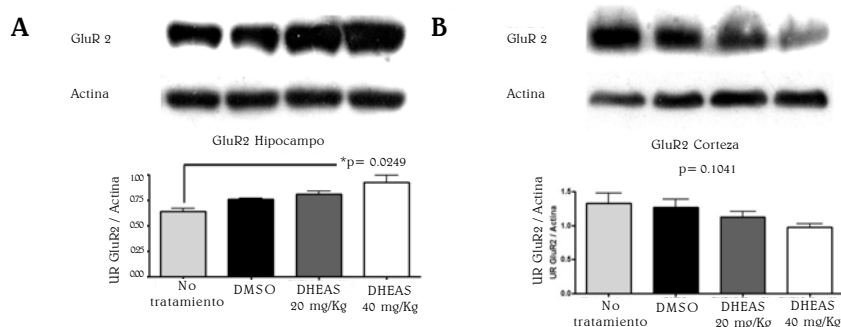 A
GluR 2
Actina
GluR2 Hipocampo
*p= 0.0249
UR GluR2 / Actina
1.00
0.75
0.50
0.25
0.00
No tratamiento
DMSO
DHEAS 20 mg/Kg
DHEAS 40 mg/Kg
B
GluR 2
Actina
GluR2 Corteza
p= 0.1041
UR GluR2 / Actina
UR GluR2 / Actina
1.5
1.0
0.5
0.0
No tratamiento
DMSO
DHEAS 20 mg/Kg
DHEAS 40 mg/Kg